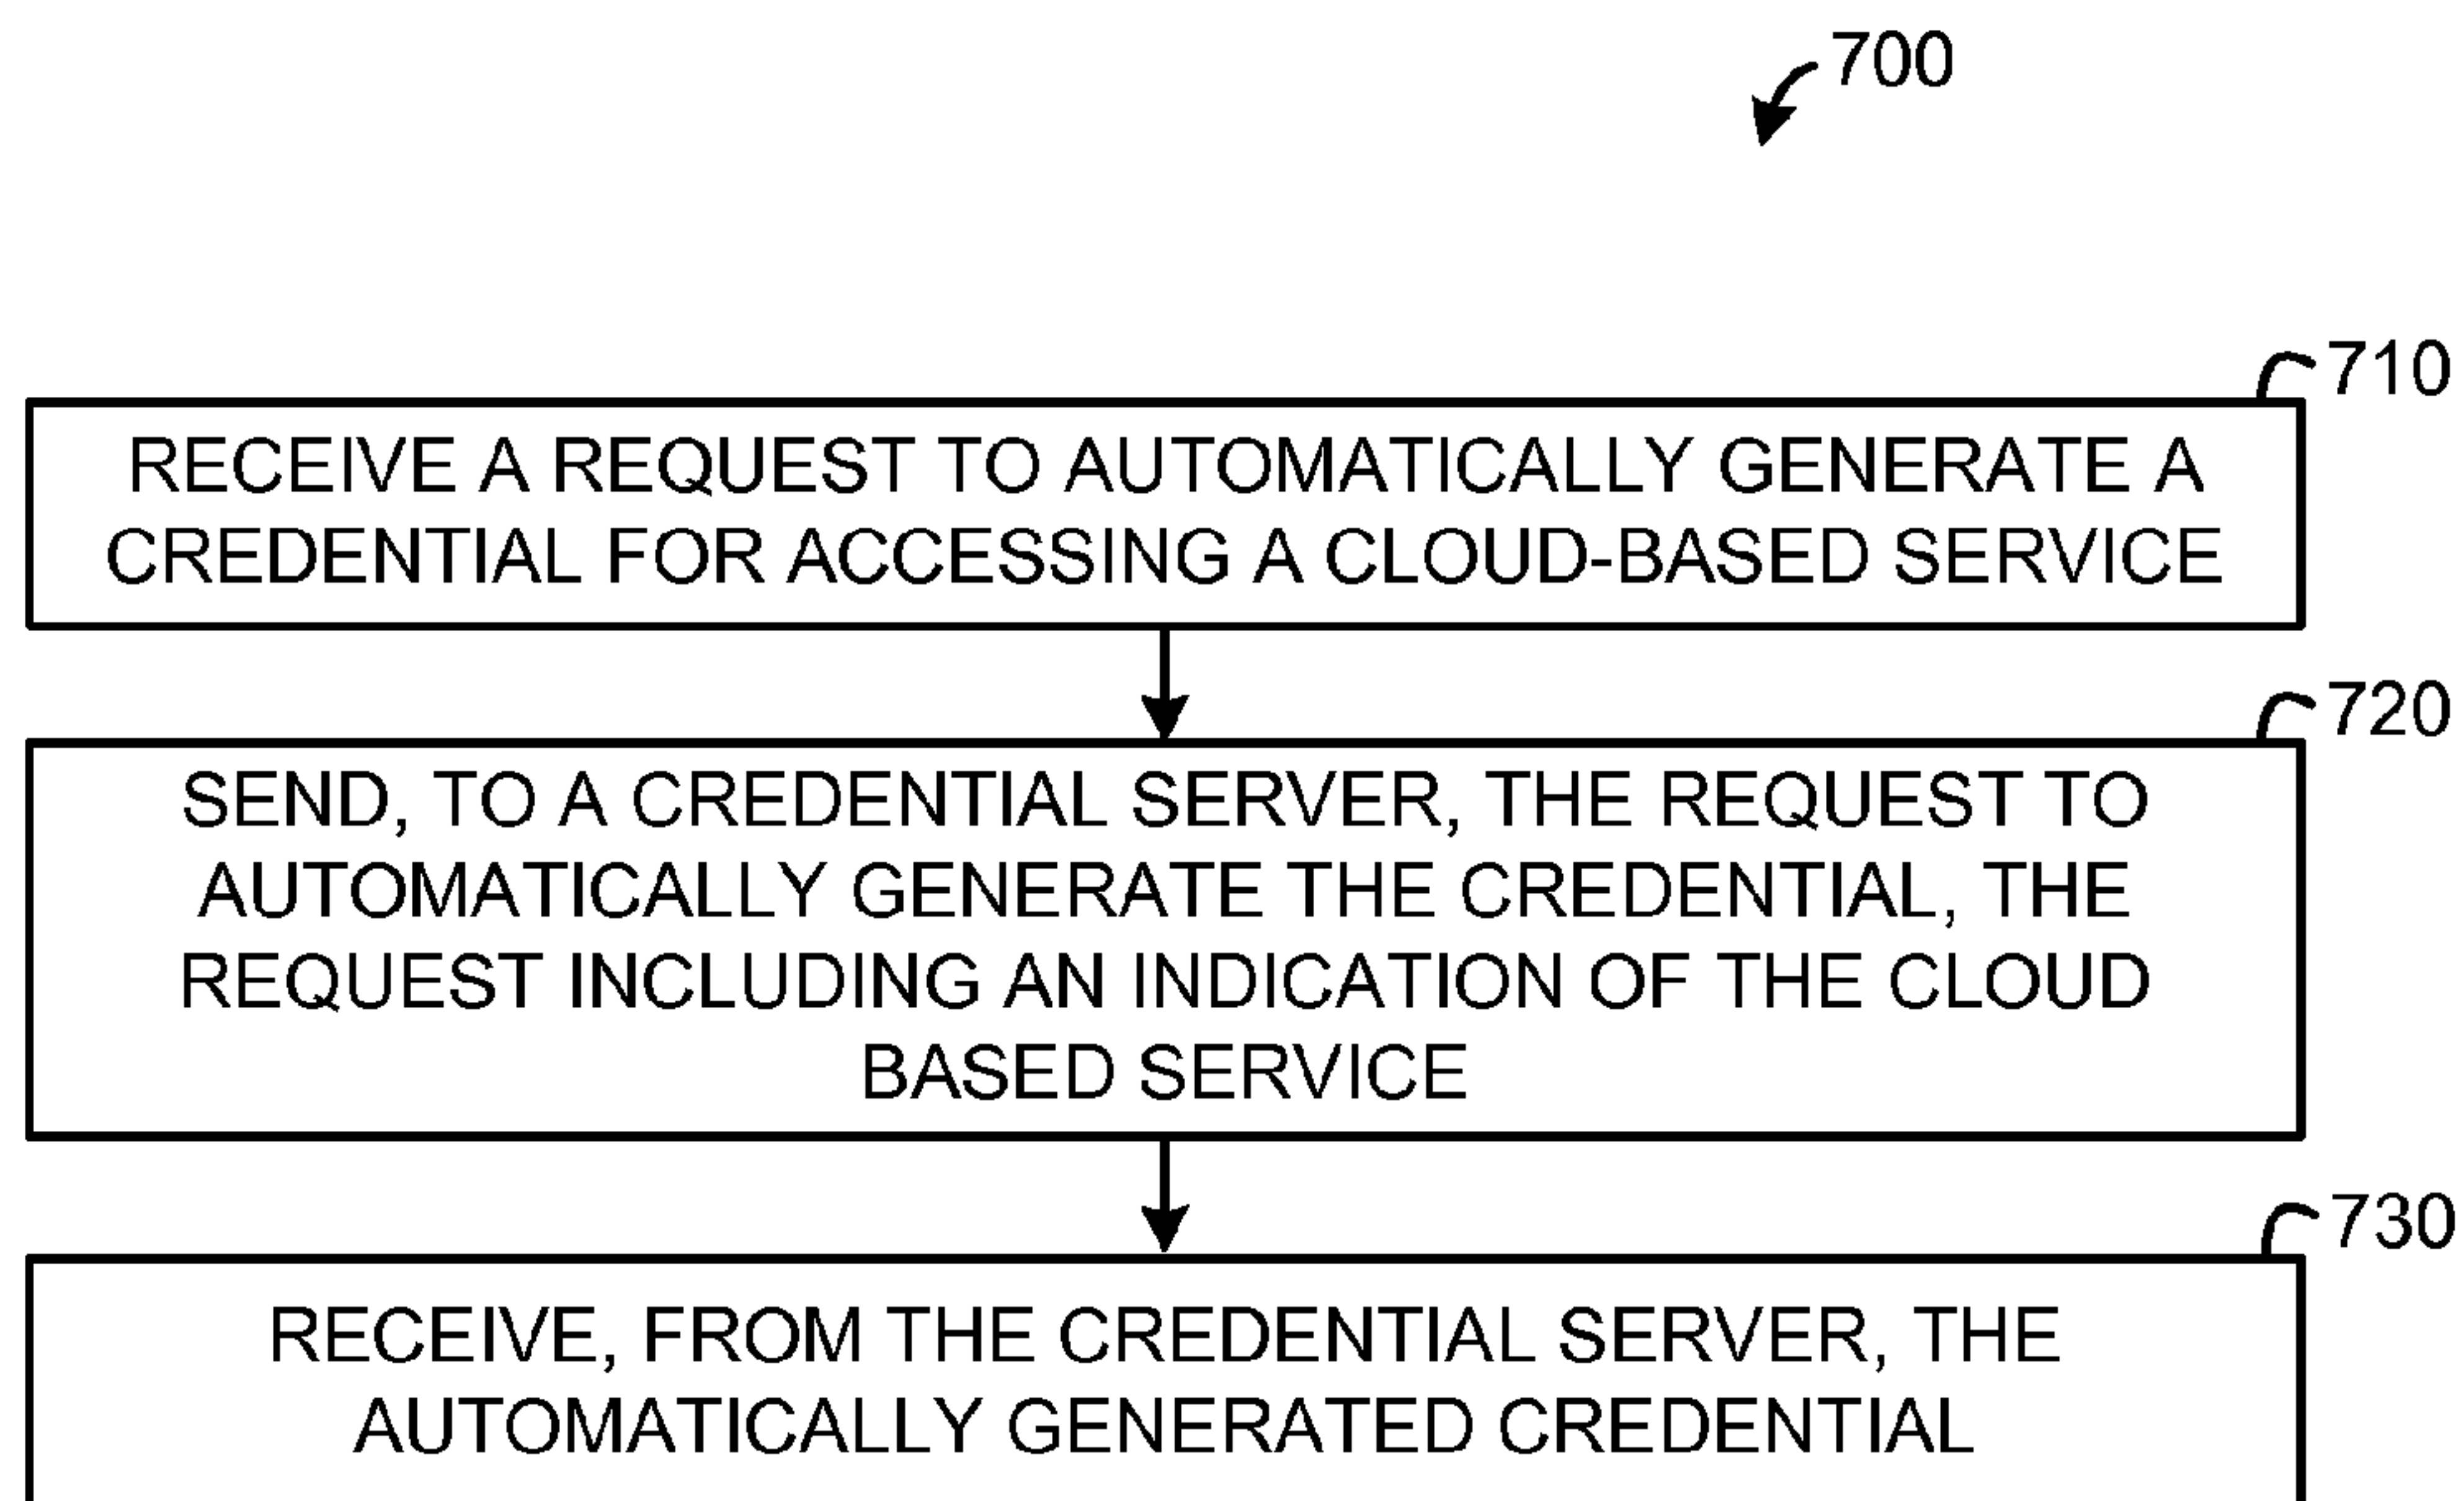 700
710
RECEIVE A REQUEST TO AUTOMATICALLY GENERATE A
CREDENTIAL FOR ACCESSING A CLOUD-BASED SERVICE
720
SEND, TO A CREDENTIAL SERVER, THE REQUEST TO
AUTOMATICALLY GENERATE THE CREDENTIAL, THE
REQUEST INCLUDING AN INDICATION OF THE CLOUD
BASED SERVICE
730
RECEIVE, FROM THE CREDENTIAL SERVER, THE
AUTOMATICALLY GENERATED CREDENTIAL